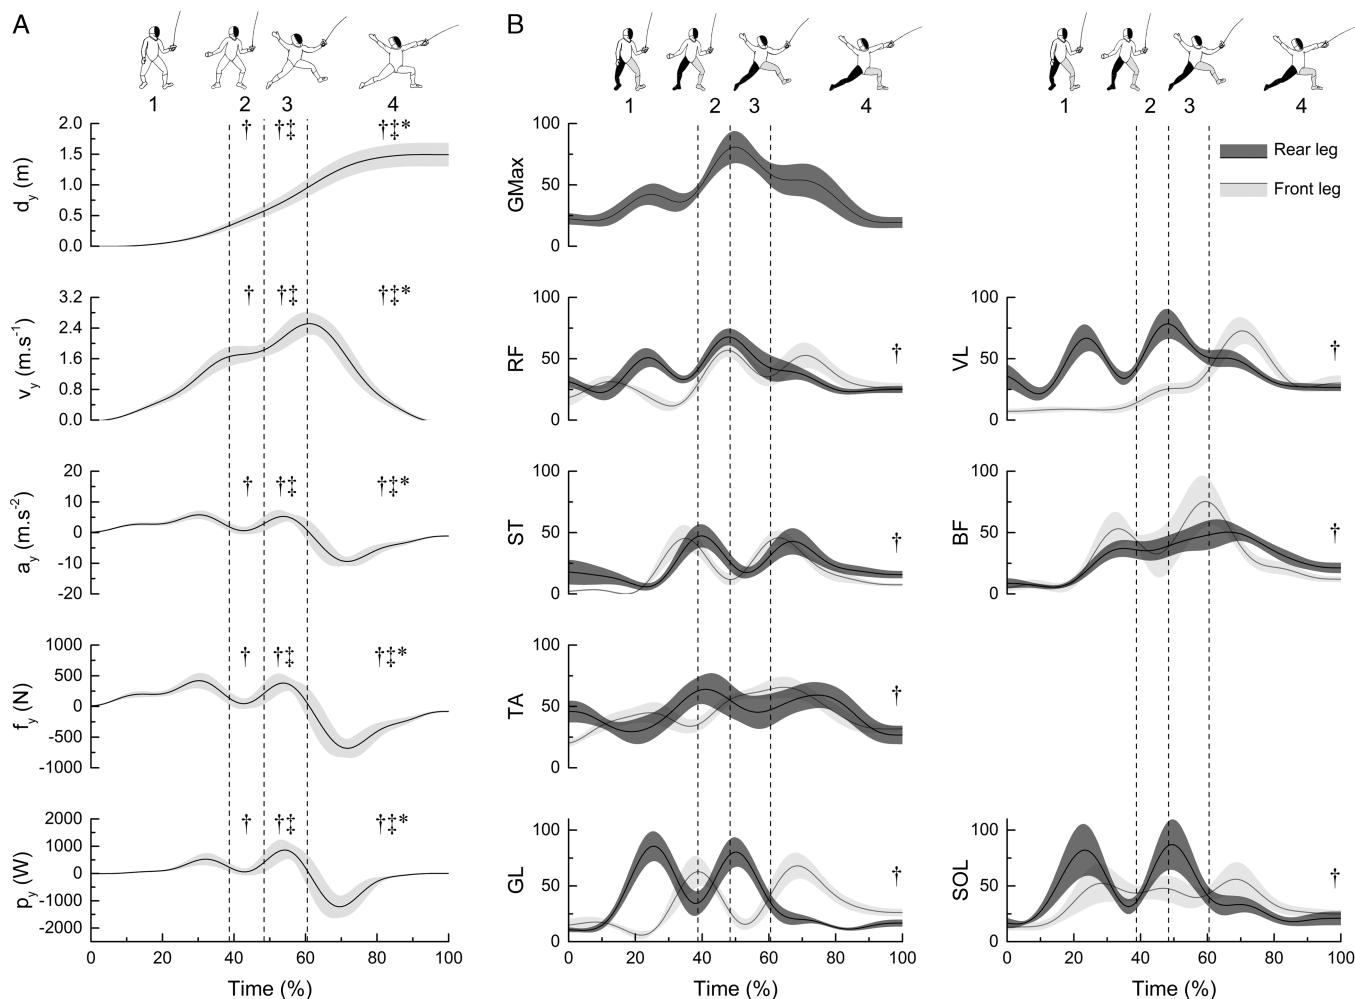 A
B
1
2
3
4
1
2
3
4
1
2
3
4
† †‡ †‡*
2.0
1.5
1.0
0.5
0.0
d_y (m)
† †‡ †‡*
3.2
2.4
1.6
0.8
0.0
v_y (m.s⁻¹)
† †‡ †‡*
20
10
0
-10
-20
a_y (m.s⁻²)
† †‡ †‡*
1000
500
0
-500
-1000
f_y (N)
† †‡ †‡*
2000
1000
0
-1000
-2000
p_y (W)
0 20 40 60 80 100
Time (%)
100
50
0
GMax
100
50
0
RF
†
100
50
0
ST
†
100
50
0
TA
†
100
50
0
GL
†
0 20 40 60 80 100
Time (%)
Rear leg
Front leg
100
50
0
VL
†
100
50
0
BF
†
100
50
0
SOL
†
0 20 40 60 80 100
Time (%)